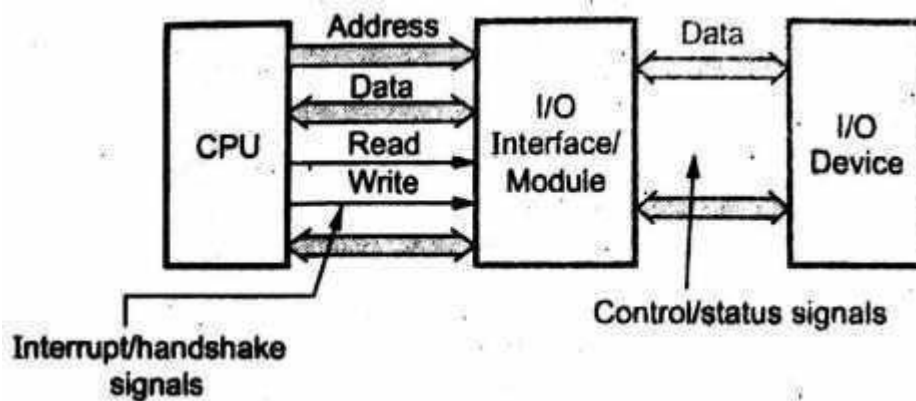 Address
Data
Read
Write
CPU
I/O
Interface/
Module
Data
I/O
Device
Control/status signals
Interrupt/handshake
signals